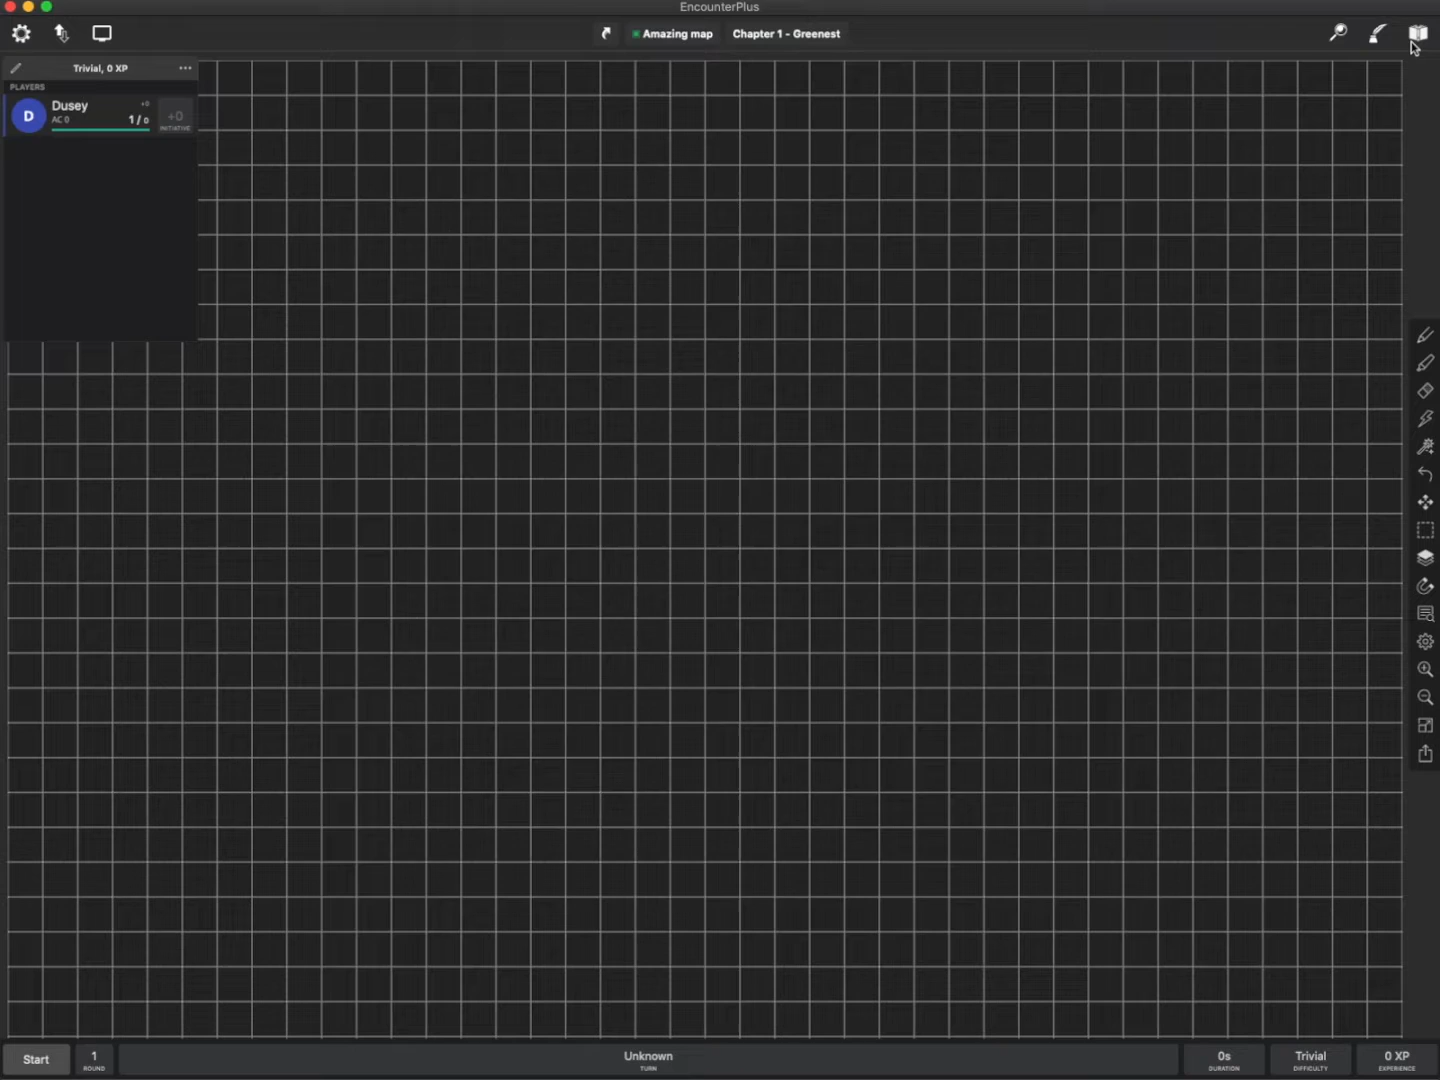 EncounterPlus
Amazing map
Chapter 1 - Greenest
Trivial, 0 XP
PLAYERS
Dusey
+0
AC 0
1 / 0
+0
INITIATIVE
D
Start
1
ROUND
Unknown
TURN
0s
DURATION
Trivial
DIFFICULTY
0 XP
EXPERIENCE